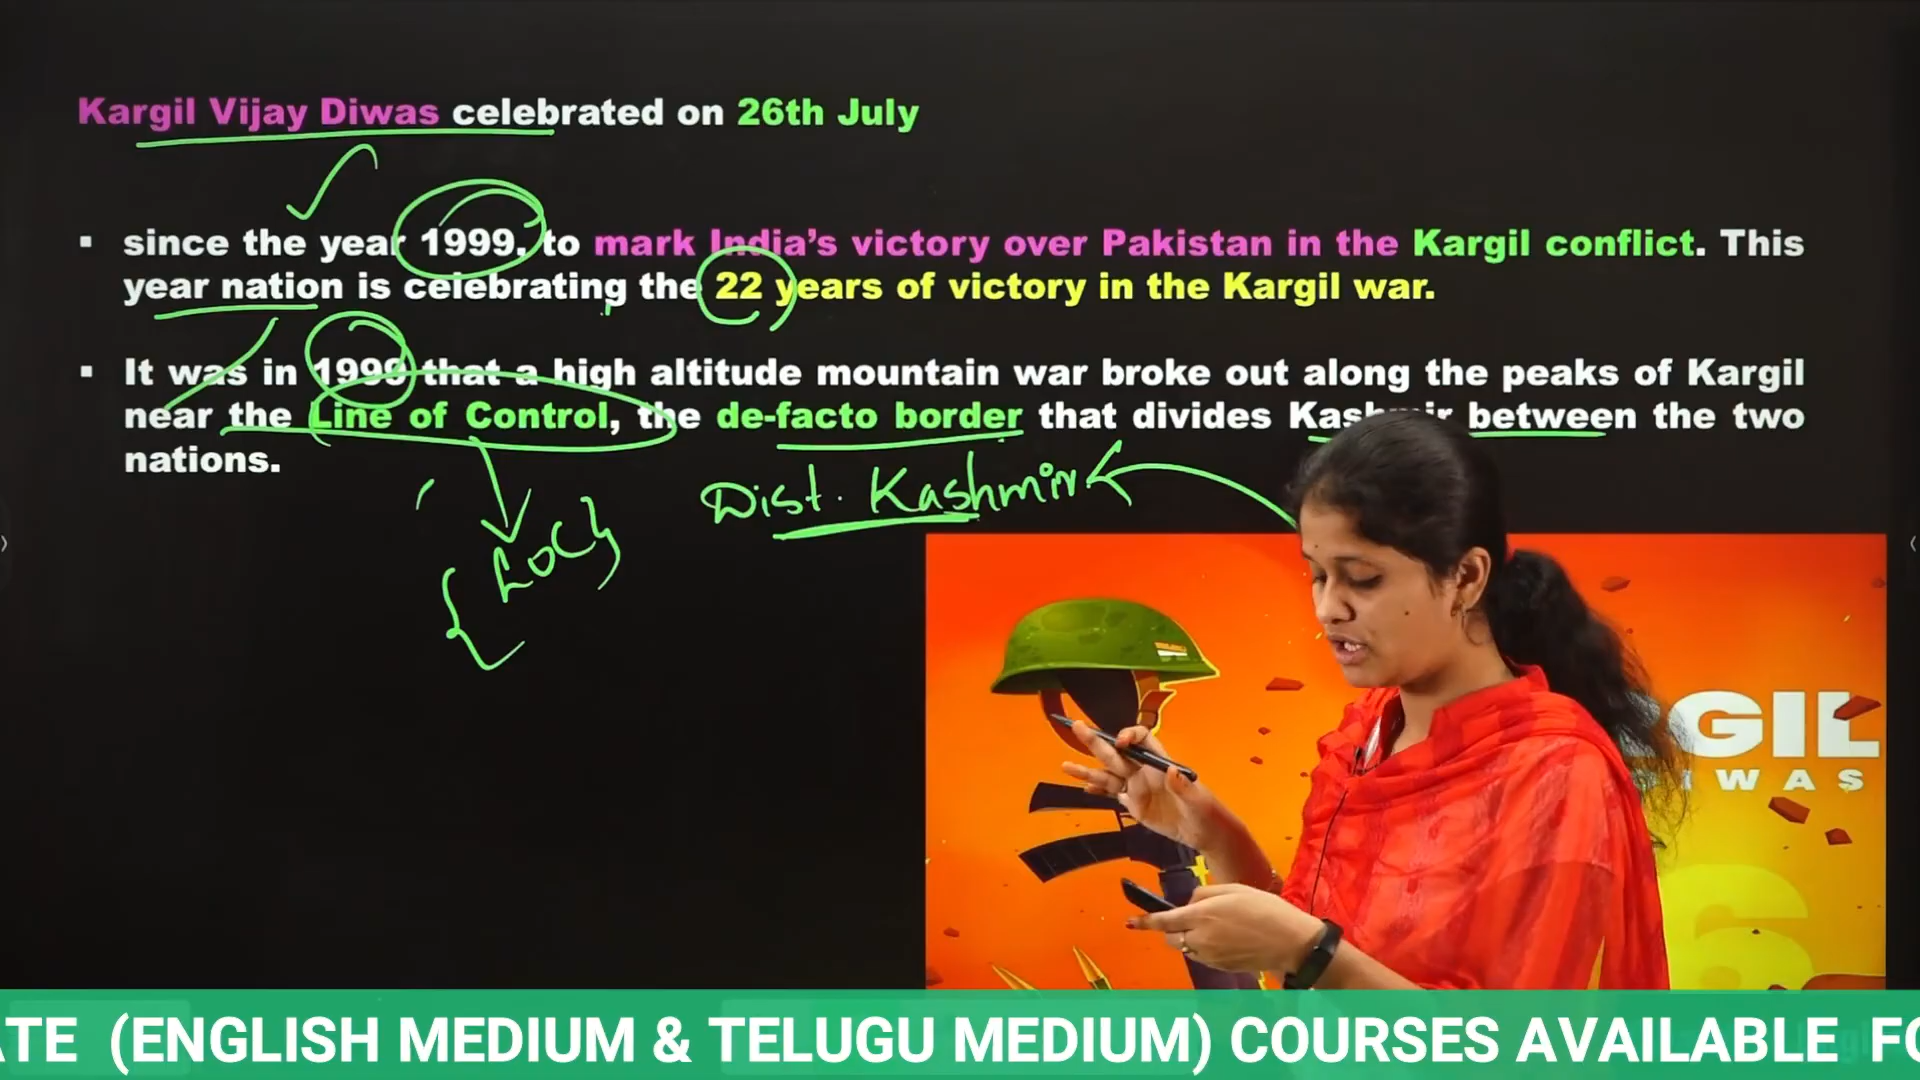 Kargil Vijay Diwas celebrated on 26th July
▪ since the year 1999, to mark India's victory over Pakistan in the Kargil conflict. This
year nation is celebrating the 22 years of victory in the Kargil war.
▪ It was in 1999 that a high altitude mountain war broke out along the peaks of Kargil
near the Line of Control, the de-facto border that divides Kashmir between the two
nations.
Dist. Kashmir
{LOC}
GIL
IWAS
6
ATE (ENGLISH MEDIUM & TELUGU MEDIUM) COURSES AVAILABLE FO